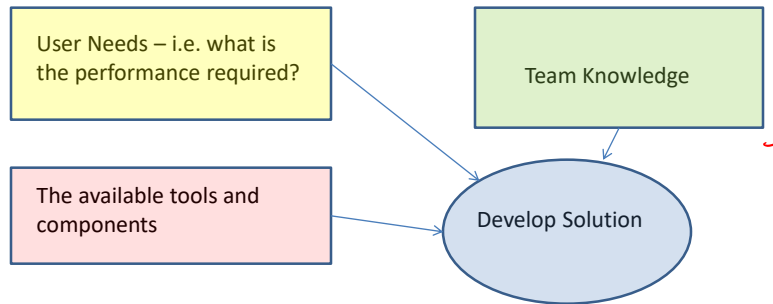 User Needs – i.e. what is
the performance required?
Team Knowledge
The available tools and
components
Develop Solution